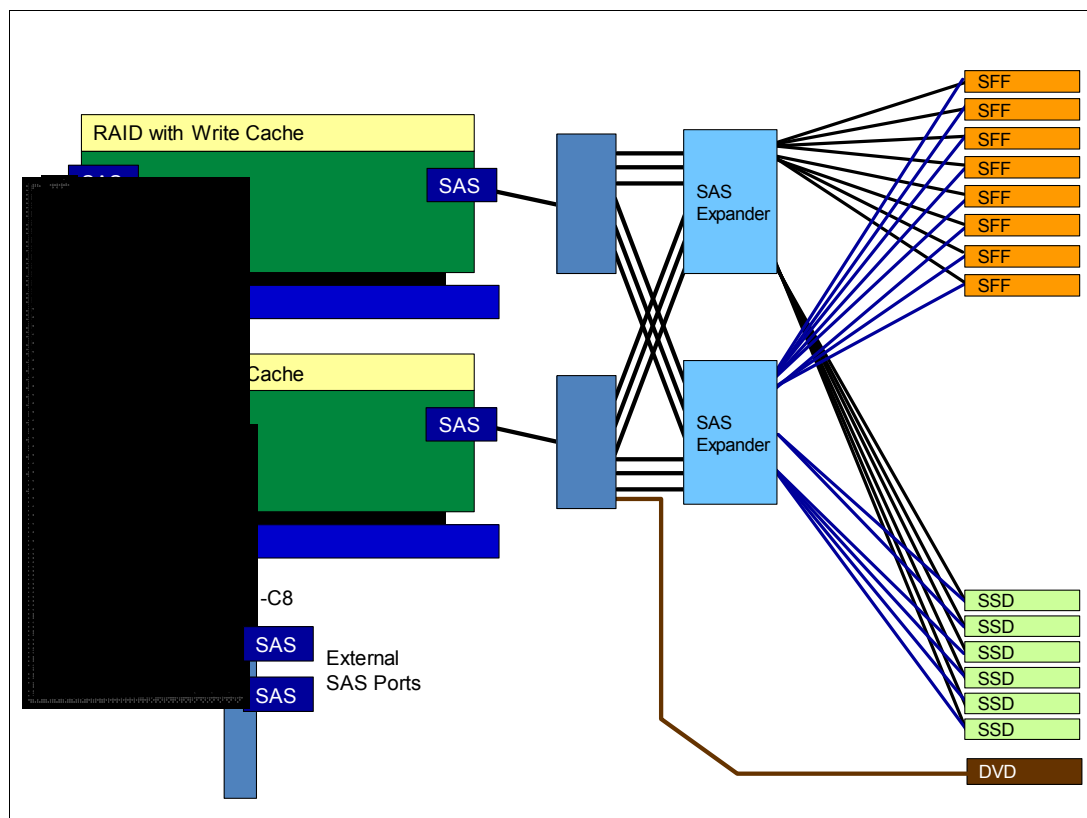 RAID with Write Cache
SAS
SAS
Cache
SAS
-C8
SAS
External
SAS Ports
SAS
SAS
Expander
SAS
Expander
SFF
SFF
SFF
SFF
SFF
SFF
SFF
SFF
SSD
SSD
SSD
SSD
SSD
SSD
DVD